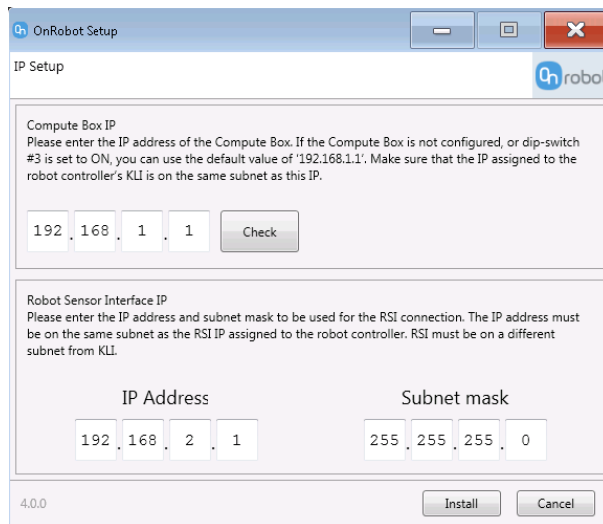 OnRobot Setup
IP Setup
On robot
Compute Box IP
Please enter the IP address of the Compute Box. If the Compute Box is not configured, or dip-switch
#3 is set to ON, you can use the default value of '192.168.1.1'. Make sure that the IP assigned to the
robot controller's KLI is on the same subnet as this IP.
192 . 168 . 1 . 1 Check
Robot Sensor Interface IP
Please enter the IP address and subnet mask to be used for the RSI connection. The IP address must
be on the same subnet as the RSI IP assigned to the robot controller. RSI must be on a different
subnet from KLI.
IP Address Subnet mask
192 . 168 . 2 . 1 255 . 255 . 255 . 0
4.0.0 Install Cancel